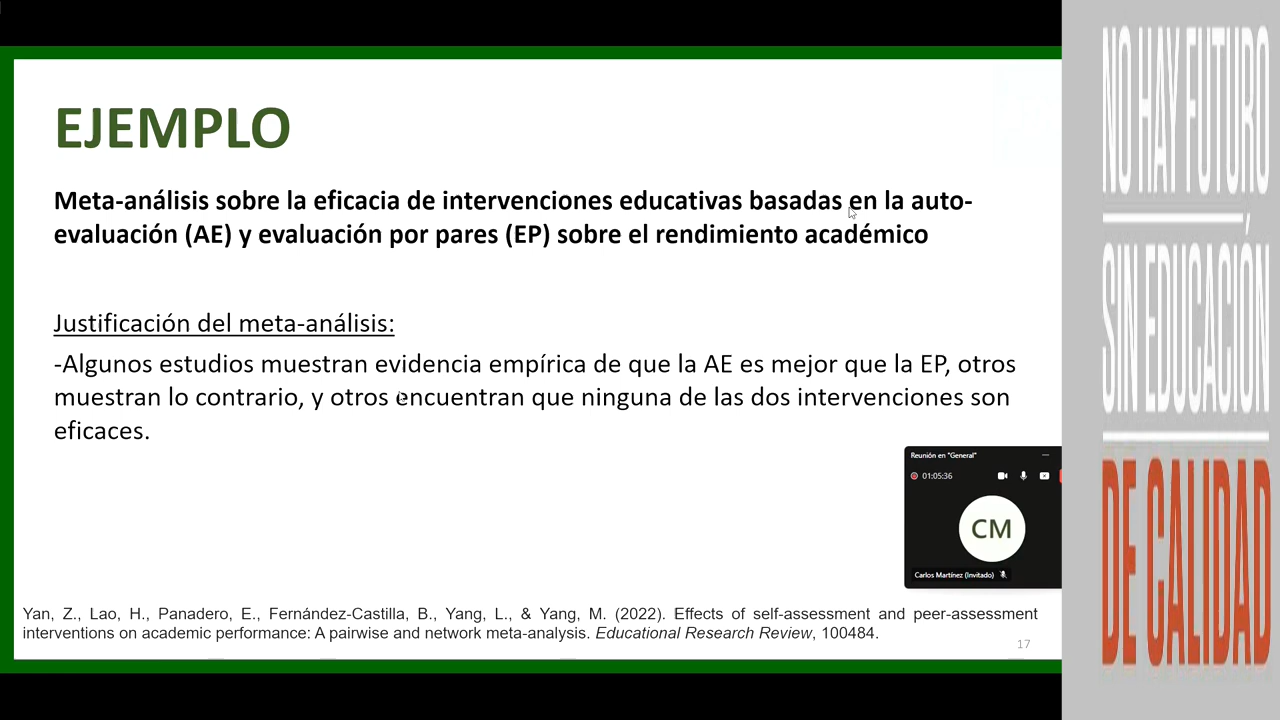 EJEMPLO
Meta-análisis sobre la eficacia de intervenciones educativas basadas en la auto-
evaluación (AE) y evaluación por pares (EP) sobre el rendimiento académico
Justificación del meta-análisis:
-Algunos estudios muestran evidencia empírica de que la AE es mejor que la EP, otros
muestran lo contrario, y otros encuentran que ninguna de las dos intervenciones son
eficaces.
Reunión en "General"
01:05:36
CM
Carlos Martínez (Invitado)
Yan, Z., Lao, H., Panadero, E., Fernández-Castilla, B., Yang, L., & Yang, M. (2022). Effects of self-assessment and peer-assessment
interventions on academic performance: A pairwise and network meta-analysis. Educational Research Review, 100484.
17
NO HAY FUTURO
SIN EDUCACIÓN
DE CALIDAD